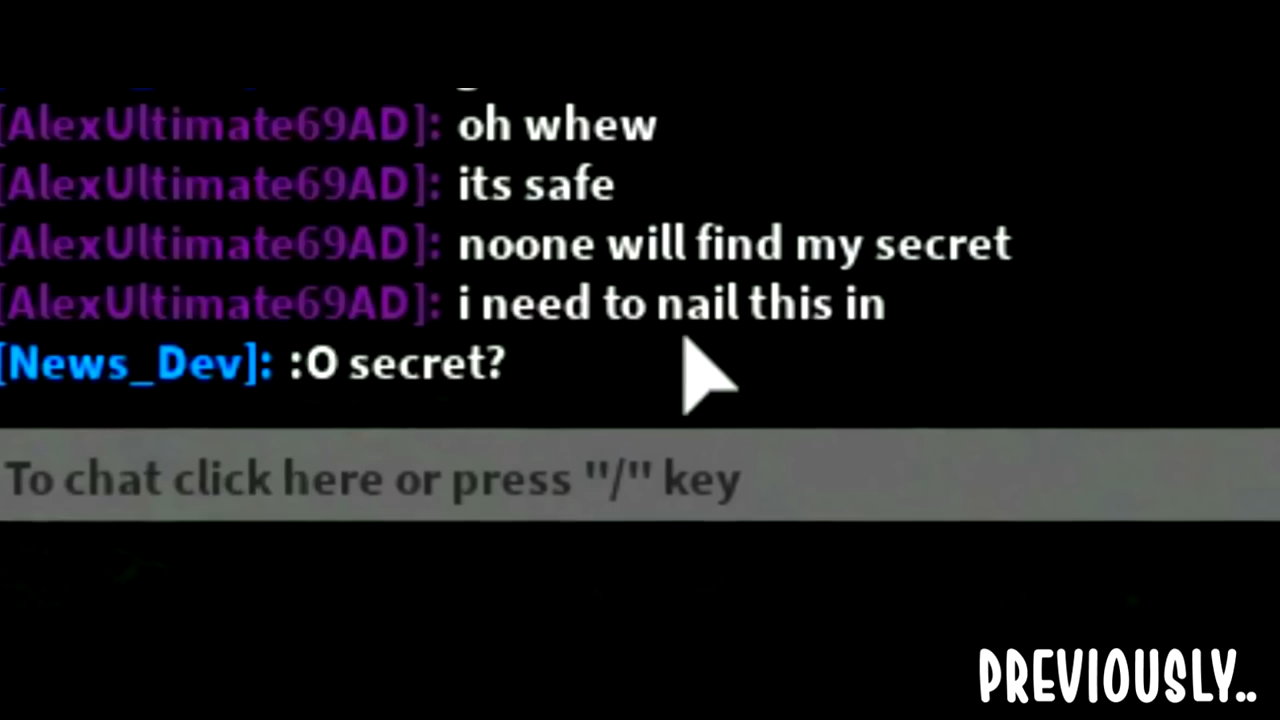 [AlexUltimate69AD]: oh whew
[AlexUltimate69AD]: its safe
[AlexUltimate69AD]: noone will find my secret
[AlexUltimate69AD]: i need to nail this in
[News_Dev]: :O secret?
To chat click here or press "/" key
PREVIOUSLY..